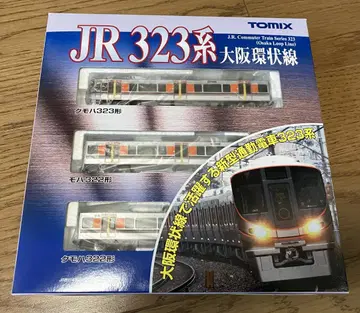 TOMIX
JR 323系
J.R. Commuter Train Series 323
(Osaka Loop Line)
大阪環状線
クモハ323形
モハ322形
クモハ322形
大阪環状線で活躍する新型通勤電車323系